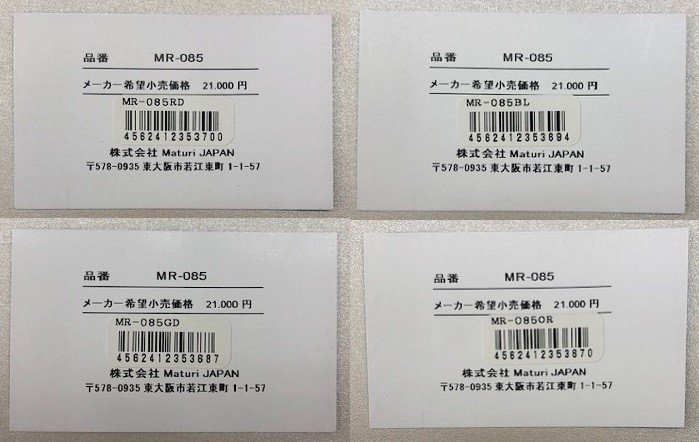 品番 MR-085
メーカー希望小売価格 21.000 円
MR-085RD
4562412353700
株式会社 Maturi JAPAN
〒578-0935 東大阪市若江東町 1-1-57
品番 MR-085
メーカー希望小売価格 21.000 円
MR-085BL
4562412353694
株式会社 Maturi JAPAN
〒578-0935 東大阪市若江東町 1-1-57
品番 MR-085
メーカー希望小売価格 21.000 円
MR-085GD
4562412353687
株式会社 Maturi JAPAN
〒578-0935 東大阪市若江東町 1-1-57
品番 MR-085
メーカー希望小売価格 21.000 円
MR-085OR
4562412353670
株式会社 Maturi JAPAN
〒578-0935 東大阪市若江東町 1-1-57